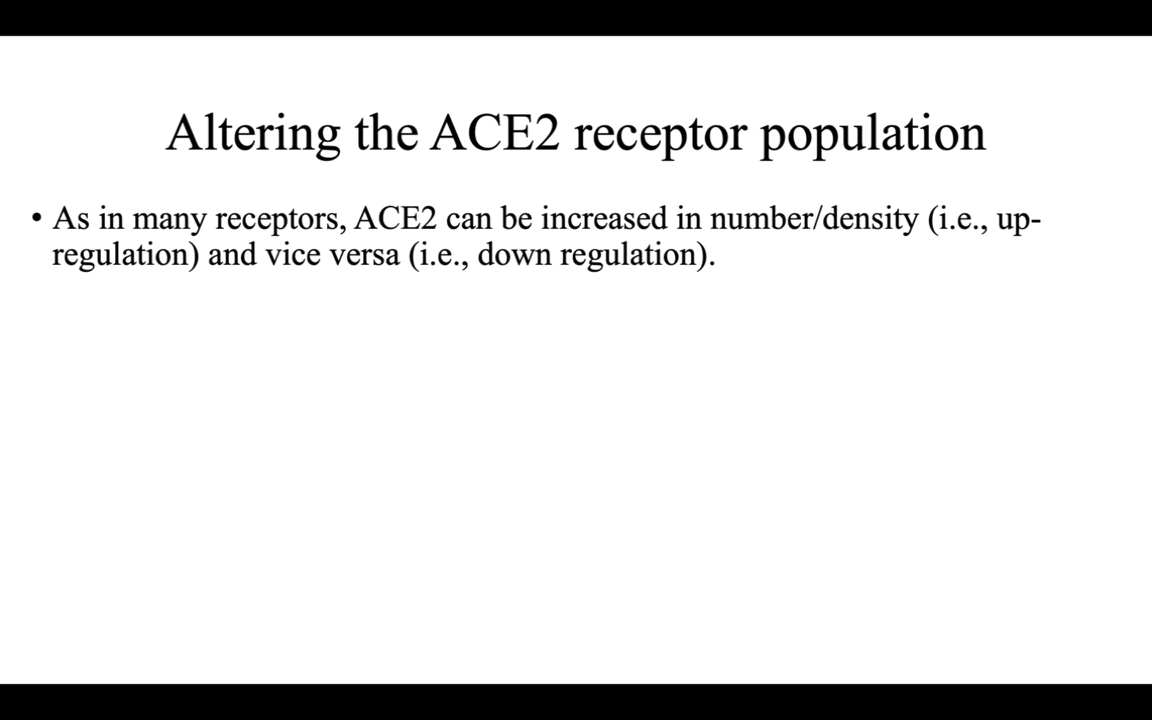 Altering the ACE2 receptor population
• As in many receptors, ACE2 can be increased in number/density (i.e., up-
regulation) and vice versa (i.e., down regulation).